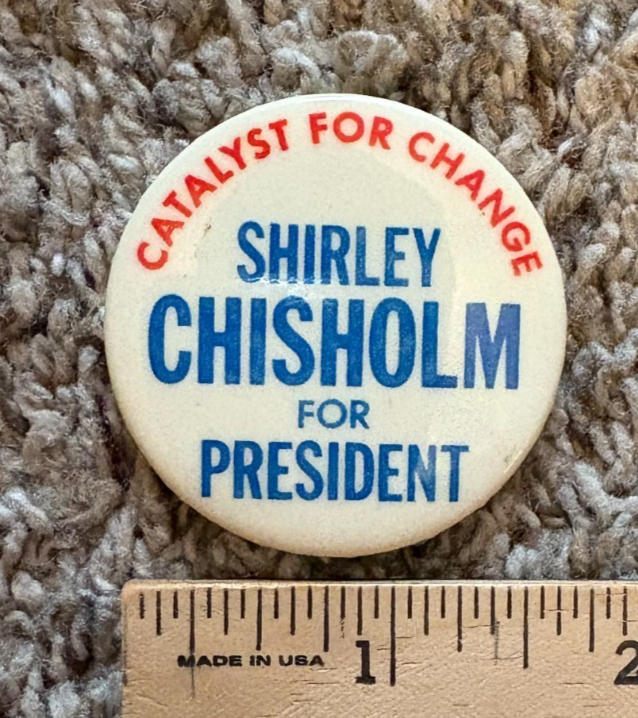 CATALYST FOR CHANGE
SHIRLEY
CHISHOLM
FOR
PRESIDENT
MADE IN USA
1
2